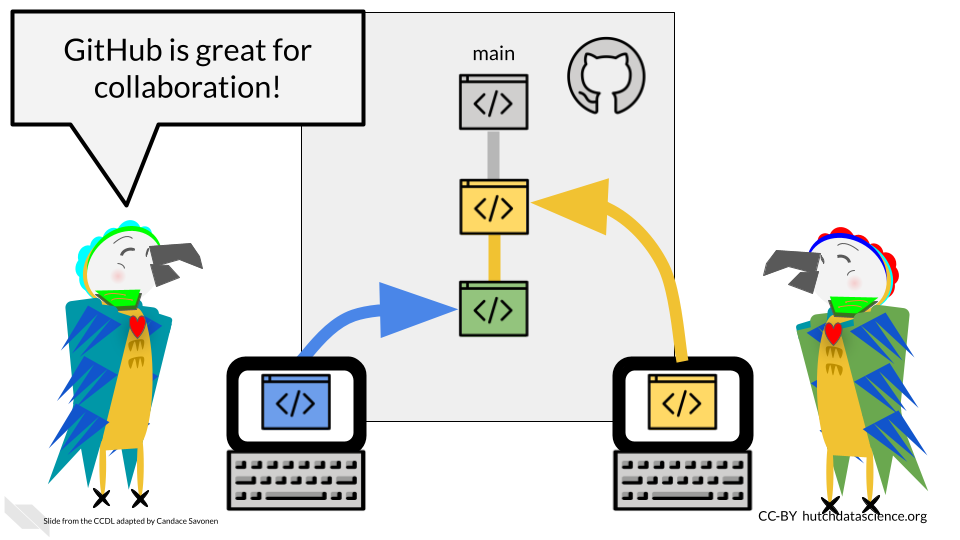 GitHub is great for
collaboration!
main
</>
</>
</>
</>
</>
Slide from the CCDL adapted by Candace Savonen
CC-BY hutchdatascience.org